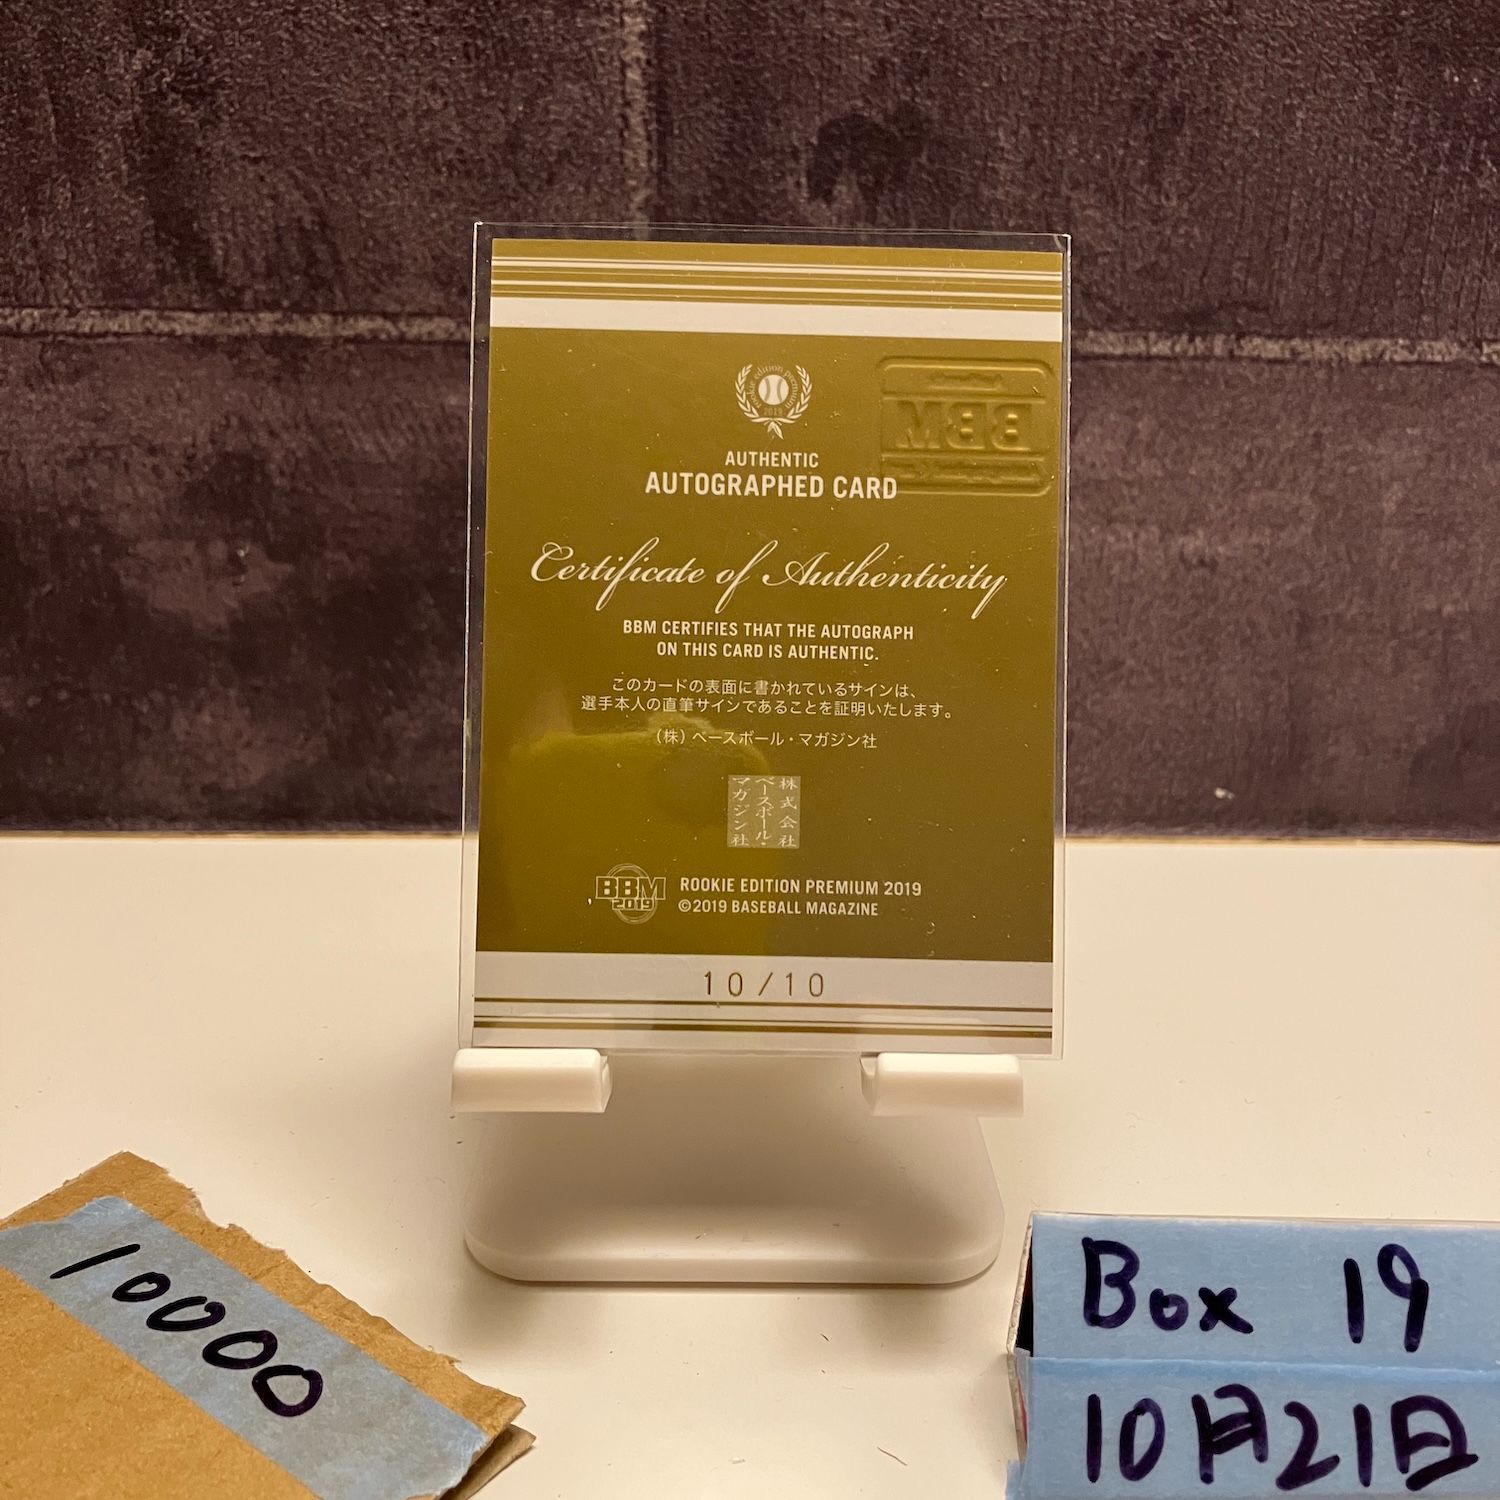 rookie edition premium
2019
BBM
AUTHENTIC
AUTOGRAPHED CARD
Certificate of Authenticity
BBM CERTIFIES THAT THE AUTOGRAPH
ON THIS CARD IS AUTHENTIC.
このカードの表面に書かれているサインは、
選手本人の直筆サインであることを証明いたします。
（株）ベースボール・マガジン社
株式会社
ベースボール・
マガジン社
BBM
2019
ROOKIE EDITION PREMIUM 2019
©2019 BASEBALL MAGAZINE
10/10
10000
Box 19
10月21日